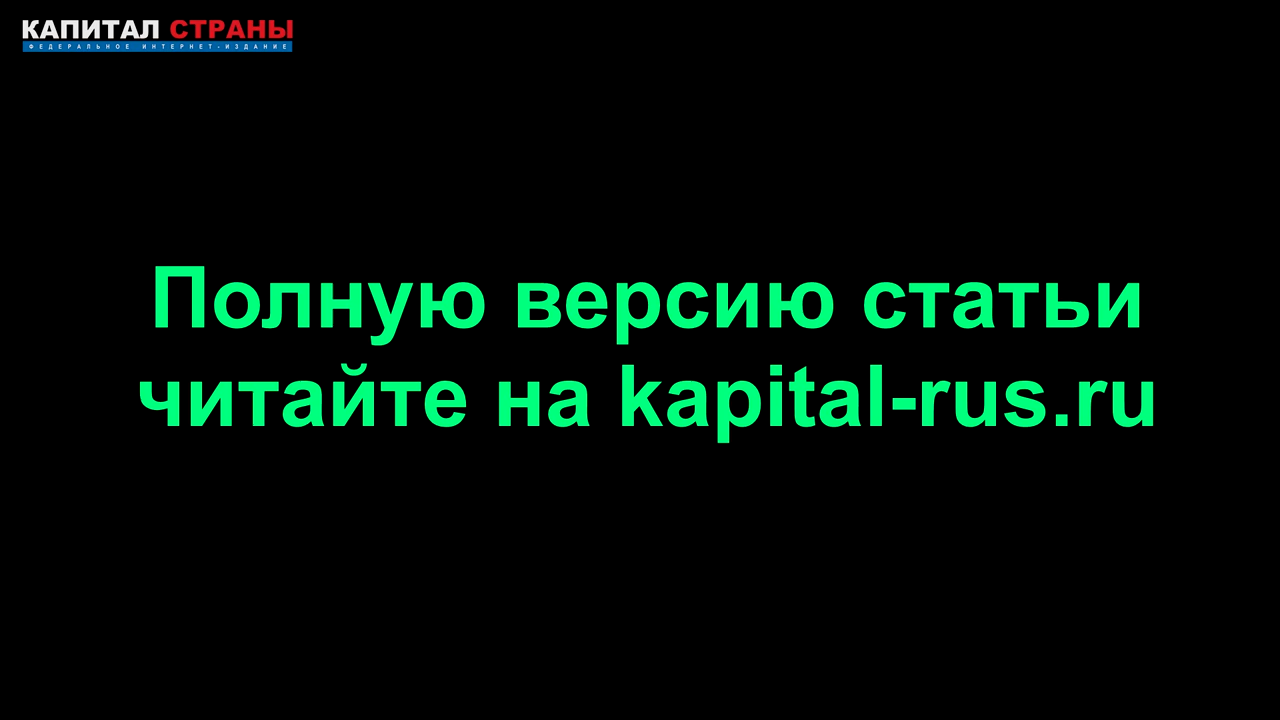 КАПИТАЛ СТРАНЫ
ФЕДЕРАЛЬНОЕ ИНТЕРНЕТ-ИЗДАНИЕ
Полную версию статьи
читайте на kapital-rus.ru